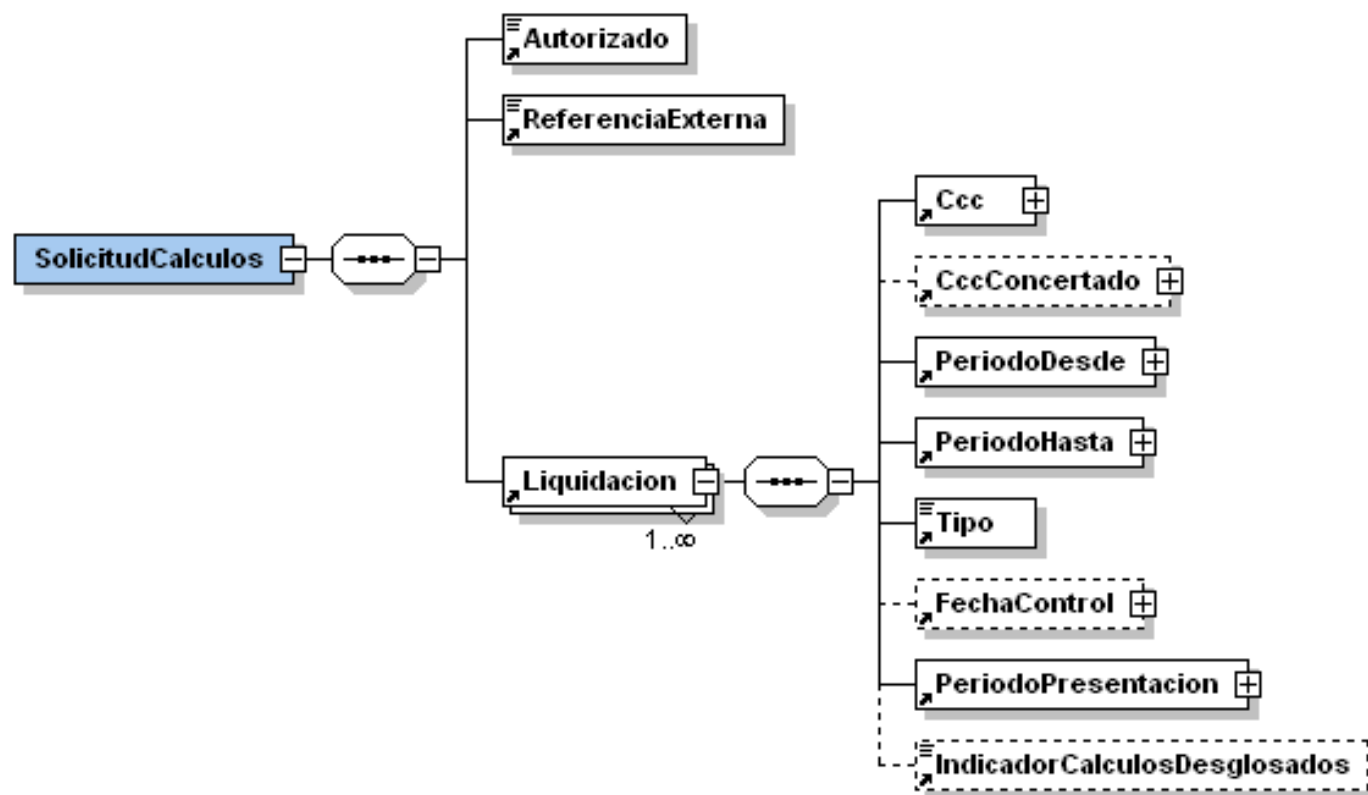 Autorizado
ReferenciaExterna
SolicitudCalculos
Liquidacion
1..∞
Ccc
CccConcertado
PeriodoDesde
PeriodoHasta
Tipo
FechaControl
PeriodoPresentacion
IndicadorCalculosDesglosados